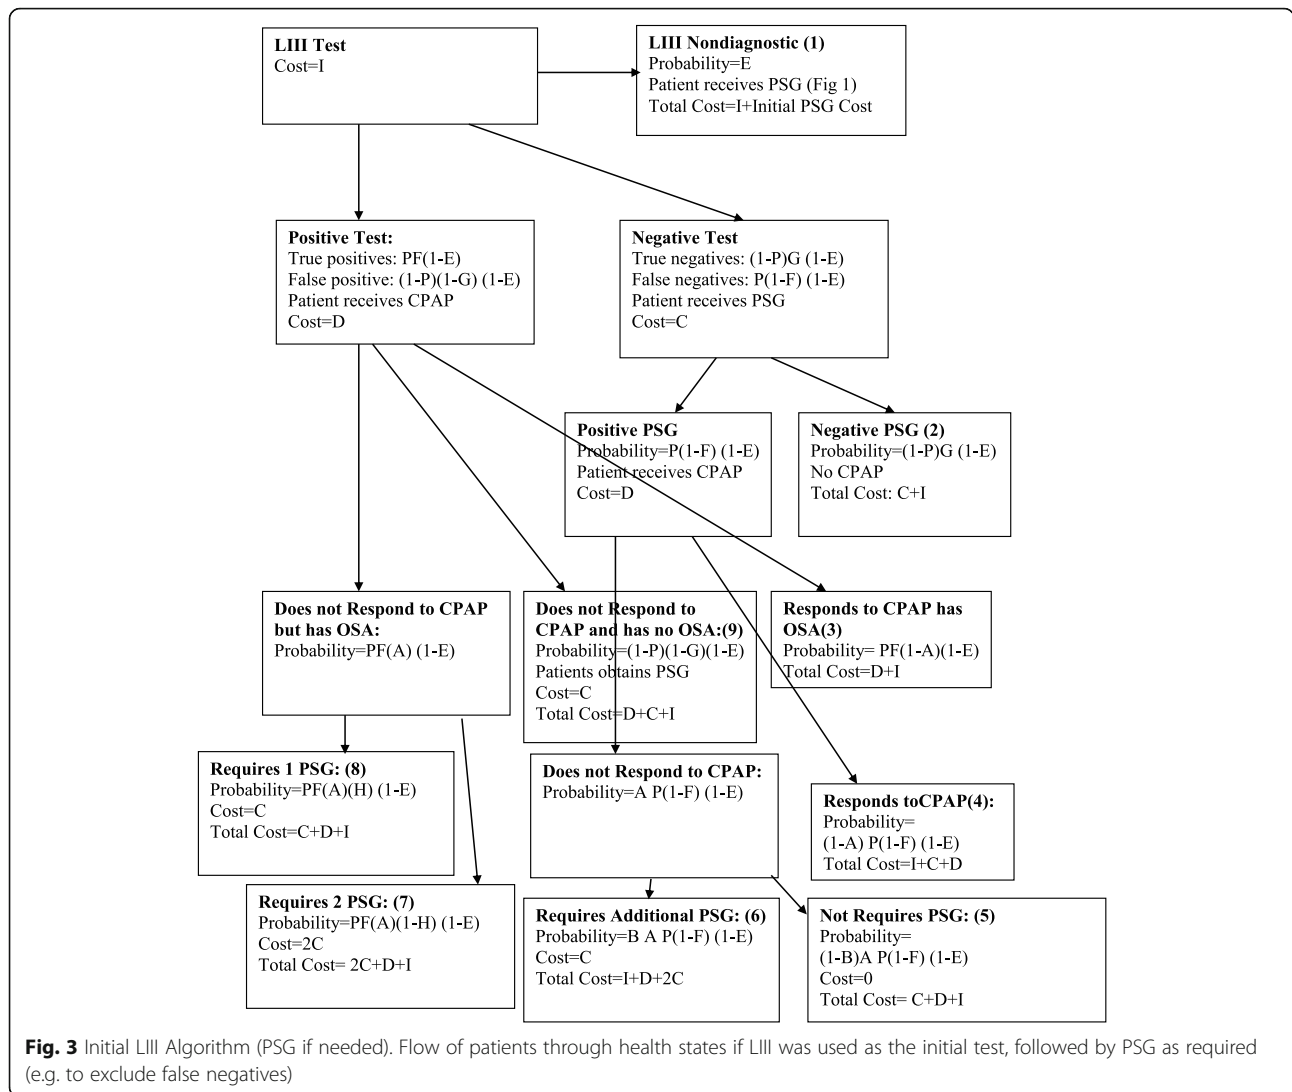 LIII Test
Cost=I
LIII Nondiagnostic (1)
Probability=E
Patient receives PSG (Fig 1)
Total Cost=I+Initial PSG Cost
Positive Test:
True positives: PF(1-E)
False positive: (1-P)(1-G) (1-E)
Patient receives CPAP
Cost=D
Negative Test
True negatives: (1-P)G (1-E)
False negatives: P(1-F) (1-E)
Patient receives PSG
Cost=C
Positive PSG
Probability=P(1-F) (1-E)
Patient receives CPAP
Cost=D
Negative PSG (2)
Probability=(1-P)G (1-E)
No CPAP
Total Cost: C+I
Does not Respond to CPAP
but has OSA:
Probability=PF(A) (1-E)
Does not Respond to
CPAP and has no OSA:(9)
Probability=(1-P)(1-G)(1-E)
Patients obtains PSG
Cost=C
Total Cost=D+C+I
Responds to CPAP has
OSA(3)
Probability= PF(1-A)(1-E)
Total Cost=D+I
Requires 1 PSG: (8)
Probability=PF(A)(H) (1-E)
Cost=C
Total Cost=C+D+I
Does not Respond to CPAP:
Probability=A P(1-F) (1-E)
Responds toCPAP(4):
Probability=
(1-A) P(1-F) (1-E)
Total Cost=I+C+D
Requires 2 PSG: (7)
Probability=PF(A)(1-H) (1-E)
Cost=2C
Total Cost= 2C+D+I
Requires Additional PSG: (6)
Probability=B A P(1-F) (1-E)
Cost=C
Total Cost=I+D+2C
Not Requires PSG: (5)
Probability=
(1-B)A P(1-F) (1-E)
Cost=0
Total Cost= C+D+I
Fig. 3 Initial LIII Algorithm (PSG if needed). Flow of patients through health states if LIII was used as the initial test, followed by PSG as required
(e.g. to exclude false negatives)